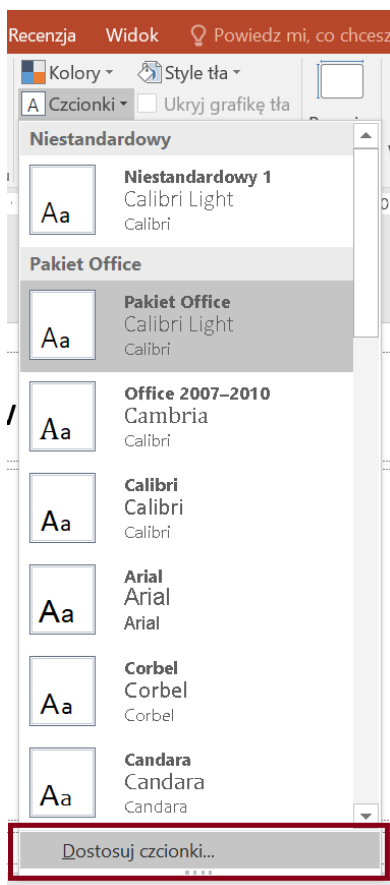 Recenzja Widok Powiedz mi, co chcesz
Kolory Style tła
A Czcionki Ukryj grafikę tła
Niestandardowy
Aa
Niestandardowy 1
Calibri Light
Calibri
Pakiet Office
Aa
Pakiet Office
Calibri Light
Calibri
Aa
Office 2007–2010
Cambria
Calibri
Aa
Calibri
Calibri
Calibri
Aa
Arial
Arial
Arial
Aa
Corbel
Corbel
Corbel
Aa
Candara
Candara
Candara
Dostosuj czcionki...